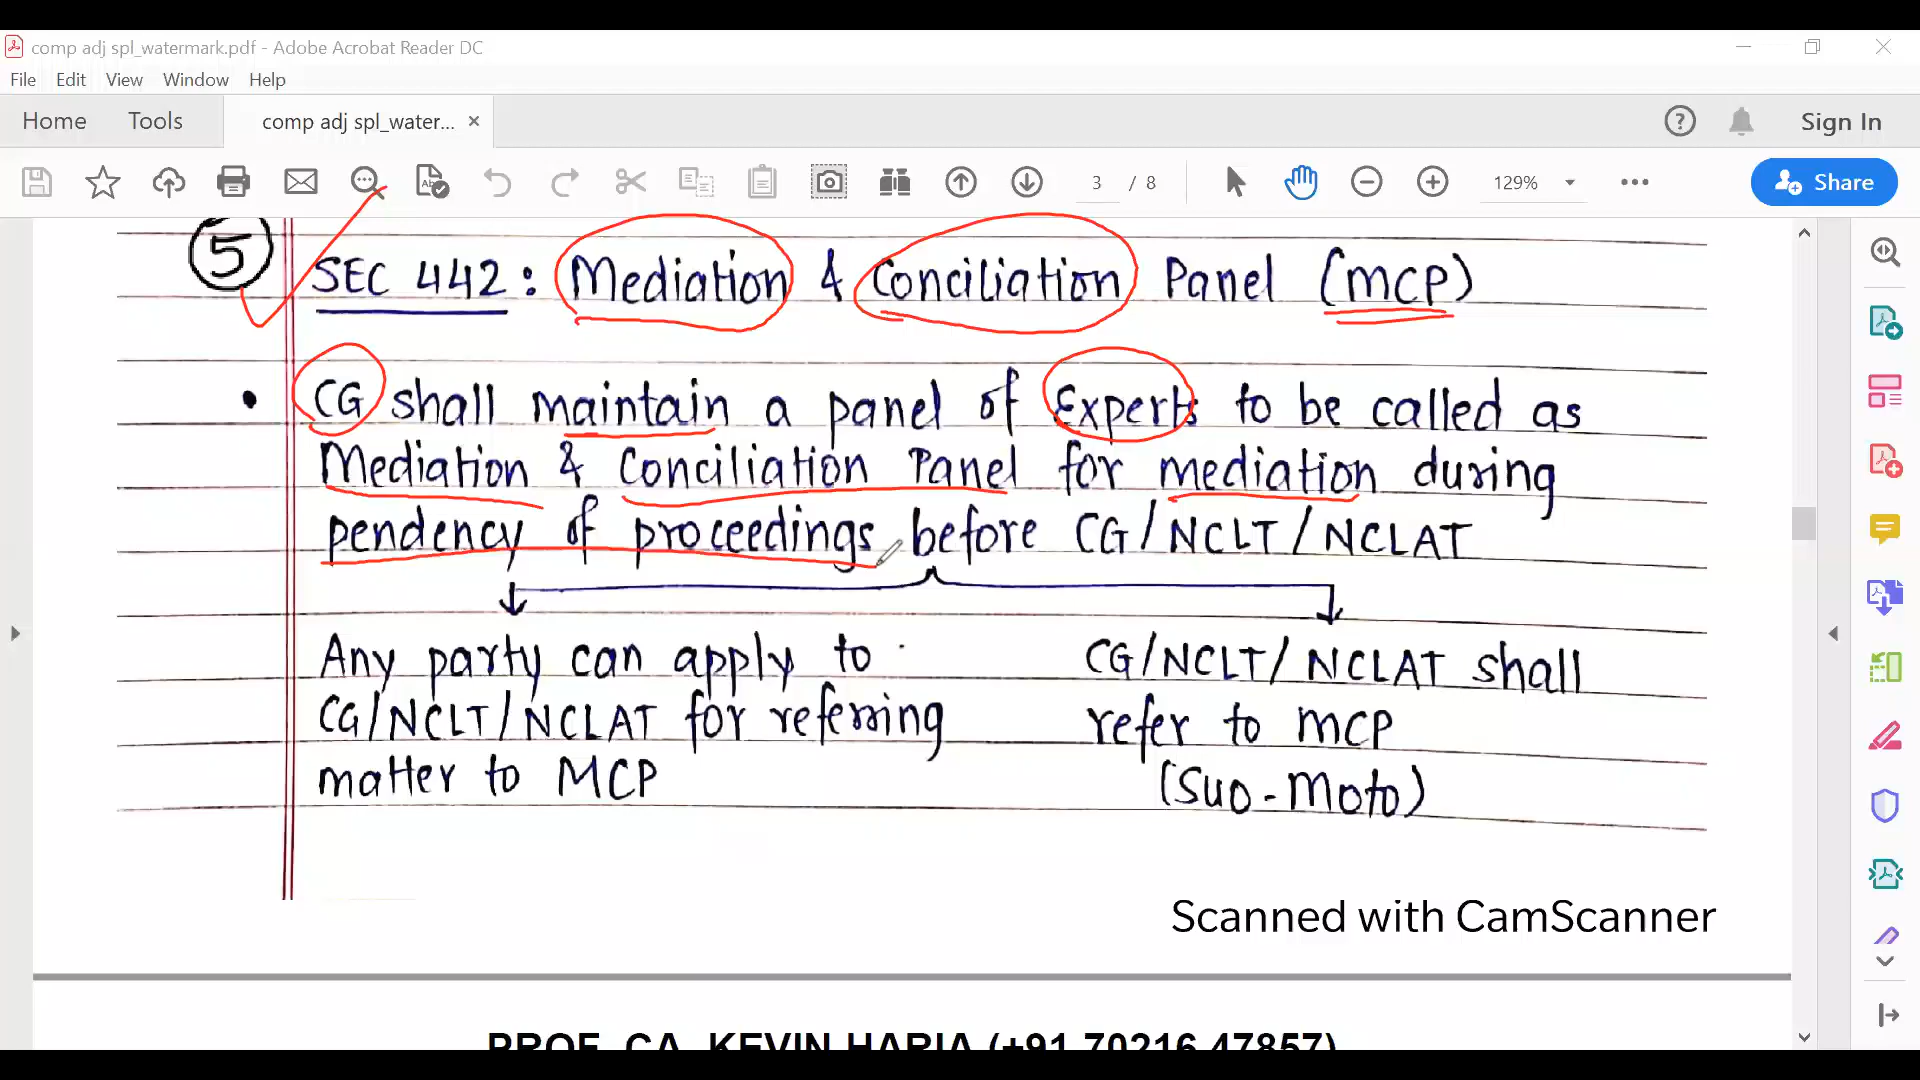 comp adj spl_watermark.pdf - Adobe Acrobat Reader DC
File Edit View Window Help
Home Tools comp adj spl_water... × Sign In
3 / 8 129% Share
5 SEC 442: Mediation & Conciliation Panel (MCP)
• CG shall maintain a panel of Experts to be called as
Mediation & Conciliation Panel for mediation during
pendency of proceedings before CG/NCLT/NCLAT
Any party can apply to
CG/NCLT/NCLAT for referring
matter to MCP
CG/NCLT/NCLAT shall
refer to MCP
(Suo-Moto)
Scanned with CamScanner
PROF. CA. KEVIN HARIA (+91 70216 47857)